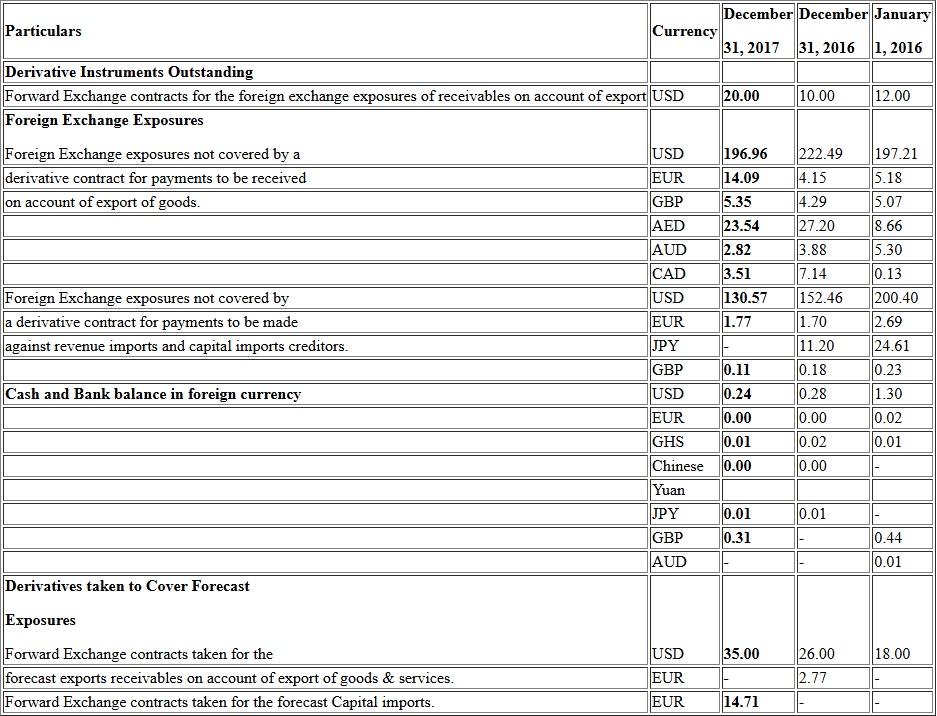 Particulars Currency December 31, 2017 December 31, 2016 January 1, 2016
Derivative Instruments Outstanding
Forward Exchange contracts for the foreign exchange exposures of receivables on account of export USD 20.00 10.00 12.00
Foreign Exchange Exposures
Foreign Exchange exposures not covered by a USD 196.96 222.49 197.21
derivative contract for payments to be received EUR 14.09 4.15 5.18
on account of export of goods. GBP 5.35 4.29 5.07
AED 23.54 27.20 8.66
AUD 2.82 3.88 5.30
CAD 3.51 7.14 0.13
Foreign Exchange exposures not covered by USD 130.57 152.46 200.40
a derivative contract for payments to be made EUR 1.77 1.70 2.69
against revenue imports and capital imports creditors. JPY - 11.20 24.61
GBP 0.11 0.18 0.23
Cash and Bank balance in foreign currency USD 0.24 0.28 1.30
EUR 0.00 0.00 0.02
GHS 0.01 0.02 0.01
Chinese 0.00 0.00 -
Yuan
JPY 0.01 0.01 -
GBP 0.31 - 0.44
AUD - - 0.01
Derivatives taken to Cover Forecast
Exposures
Forward Exchange contracts taken for the USD 35.00 26.00 18.00
forecast exports receivables on account of export of goods & services. EUR - 2.77 -
Forward Exchange contracts taken for the forecast Capital imports. EUR 14.71 - -